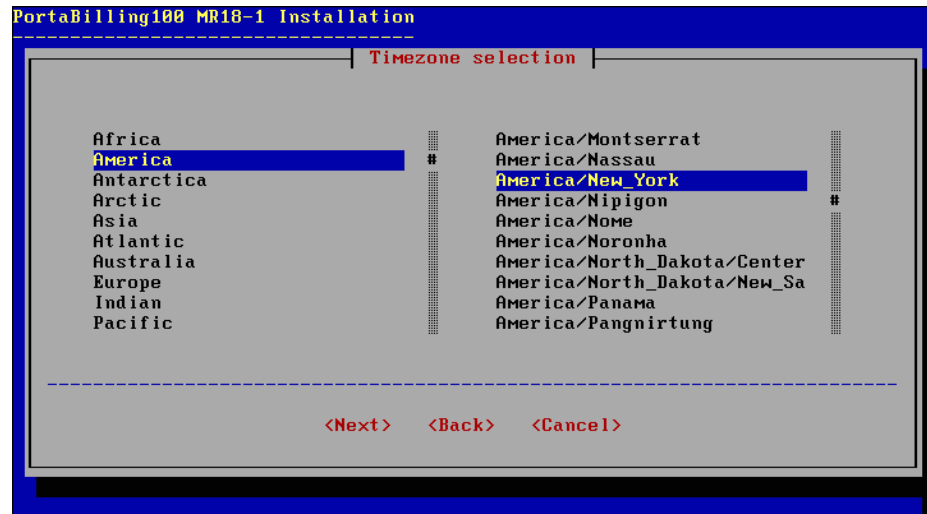 PortaBilling100 MR18-1 Installation
Timezone selection
Africa
America
Antarctica
Arctic
Asia
Atlantic
Australia
Europe
Indian
Pacific
America/Montserrat
America/Nassau
America/New_York
America/Nipigon
America/Nome
America/Noronha
America/North_Dakota/Center
America/North_Dakota/New_Sa
America/Panama
America/Pangnirtung
<Next> <Back> <Cancel>